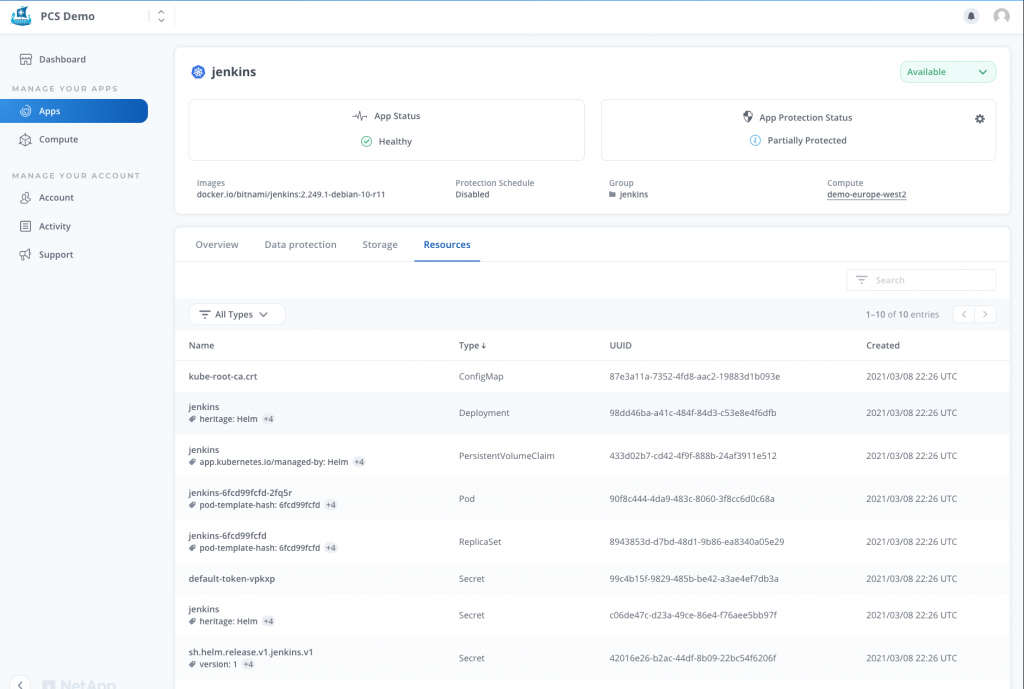 PCS Demo
Dashboard
MANAGE YOUR APPS
Apps
Compute
MANAGE YOUR ACCOUNT
Account
Activity
Support
NetApp
jenkins
Available
App Status
Healthy
App Protection Status
Partially Protected
Images
docker.io/bitnami/jenkins:2.249.1-debian-10-r11
Protection Schedule
Disabled
Group
jenkins
Compute
demo-europe-west2
Overview Data protection Storage Resources
Search
All Types
1–10 of 10 entries
Name Type ↓ UUID Created
kube-root-ca.crt ConfigMap 87e3a11a-7352-4fd8-aac2-19883d1b093e 2021/03/08 22:26 UTC
jenkins
heritage: Helm +4
Deployment 98dd46ba-a41c-484f-84d3-c53e8e4f6dfb 2021/03/08 22:26 UTC
jenkins
app.kubernetes.io/managed-by: Helm +4
PersistentVolumeClaim 433d02b7-cd42-4f9f-888b-24af3911e512 2021/03/08 22:26 UTC
jenkins-6fcd99fcfd-2fq5r
pod-template-hash: 6fcd99fcfd +4
Pod 90f8c444-4da9-483c-8060-3f8cc6d0c68a 2021/03/08 22:26 UTC
jenkins-6fcd99fcfd
pod-template-hash: 6fcd99fcfd +4
ReplicaSet 8943853d-d7bd-48d1-9b86-ea8340a05e29 2021/03/08 22:26 UTC
default-token-vpkxp Secret 99c4b15f-9829-485b-be42-a3ae4ef7db3a 2021/03/08 22:26 UTC
jenkins
heritage: Helm +4
Secret c06de47c-d23a-49ce-86e4-f76aee5bb97f 2021/03/08 22:26 UTC
sh.helm.release.v1.jenkins.v1
version: 1 +4
Secret 42016e26-b2ac-44df-8b09-22bc54f6206f 2021/03/08 22:26 UTC